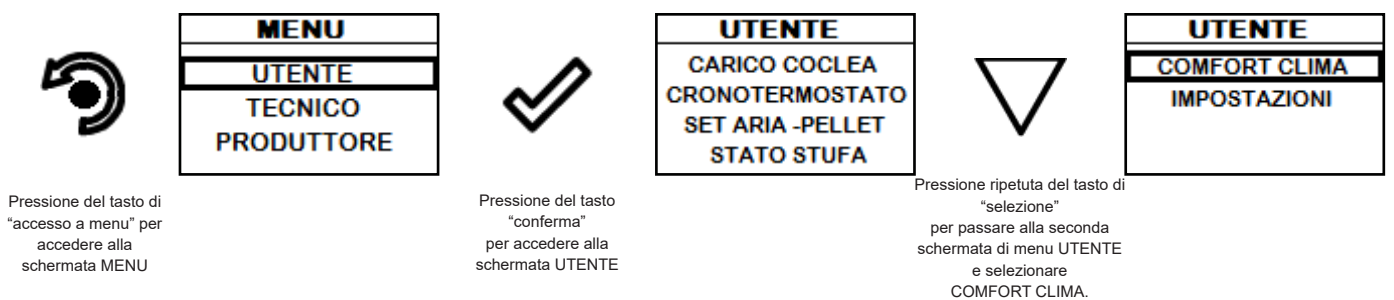 MENU
UTENTE
TECNICO
PRODUTTORE
UTENTE
CARICO COCLEA
CRONOTERMOSTATO
SET ARIA -PELLET
STATO STUFA
UTENTE
COMFORT CLIMA
IMPOSTAZIONI
Pressione del tasto di
“accesso a menu” per
accedere alla
schermata MENU
Pressione del tasto
“conferma”
per accedere alla
schermata UTENTE
Pressione ripetuta del tasto di
“selezione”
per passare alla seconda
schermata di menu UTENTE
e selezionare
COMFORT CLIMA.